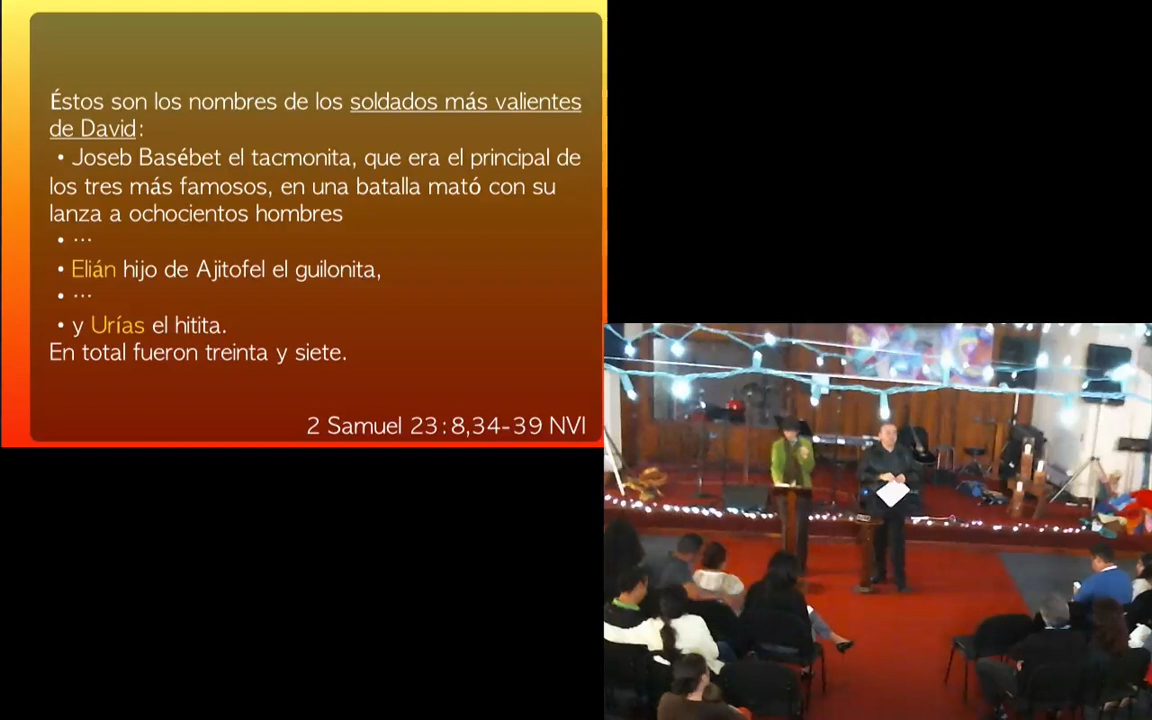 Éstos son los nombres de los soldados más valientes
de David:
• Joseb Basébet el tacmonita, que era el principal de
los tres más famosos, en una batalla mató con su
lanza a ochocientos hombres
• ...
• Elián hijo de Ajitofel el guilonita,
• ...
• y Urías el hitita.
En total fueron treinta y siete.
2 Samuel 23:8,34-39 NVI